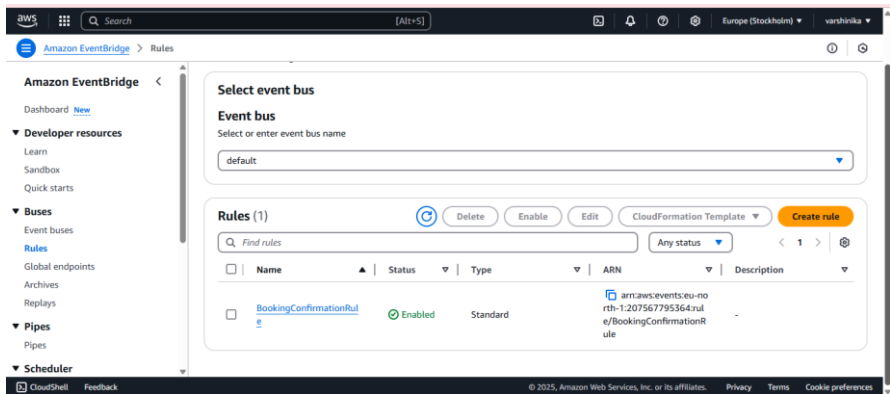 aws
Search
[Alt+S]
Europe (Stockholm)
varshinika
Amazon EventBridge > Rules
Amazon EventBridge
Dashboard New
Developer resources
Learn
Sandbox
Quick starts
Buses
Event buses
Rules
Global endpoints
Archives
Replays
Pipes
Pipes
Scheduler
Select event bus
Event bus
Select or enter event bus name
default
Rules (1)
Delete
Enable
Edit
CloudFormation Template
Create rule
Find rules
Any status
1
Name
Status
Type
ARN
Description
BookingConfirmationRul
e
Enabled
Standard
arn:aws:events:eu-no
rth-1:207567795364:rul
e/BookingConfirmationR
ule
-
CloudShell
Feedback
© 2025, Amazon Web Services, Inc. or its affiliates.
Privacy
Terms
Cookie preferences